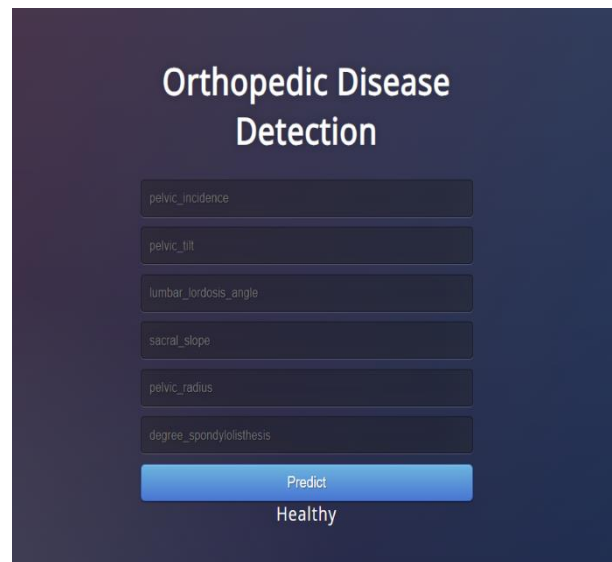 Orthopedic Disease
Detection
pelvic_incidence
pelvic_tilt
lumbar_lordosis_angle
sacral_slope
pelvic_radius
degree_spondylolisthesis
Predict
Healthy